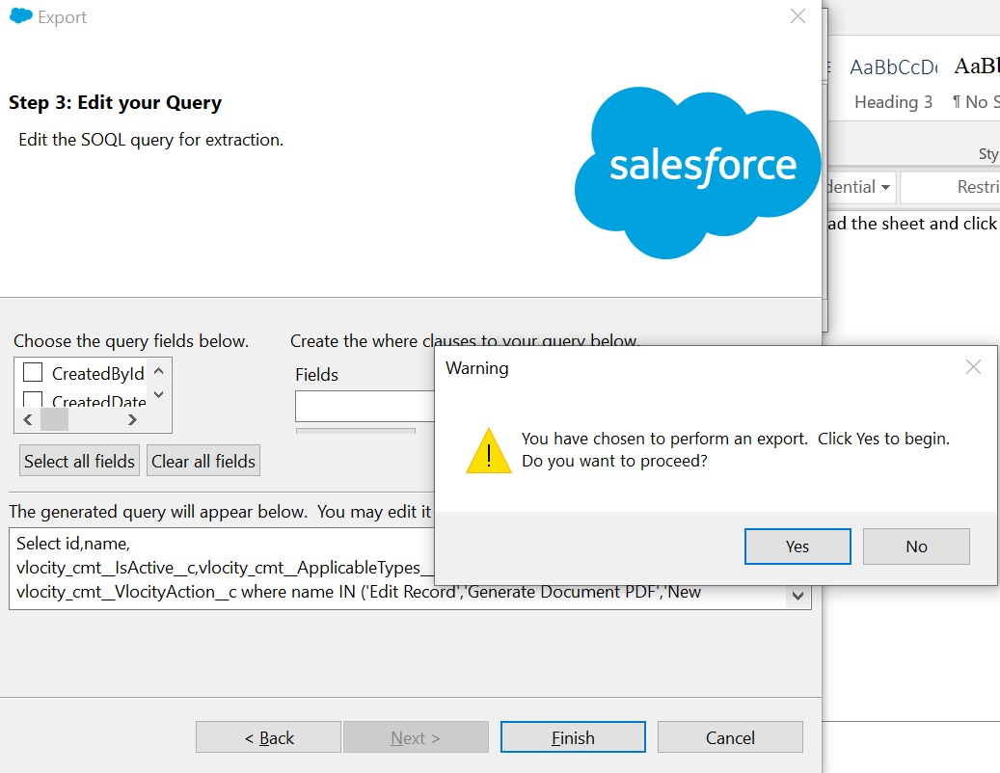 Export
Step 3: Edit your Query
Edit the SOQL query for extraction.
salesforce
AaBbCcD
Heading 3
¶ No S
ad the sheet and click
Choose the query fields below.
CreatedById
CreatedDate
Select all fields
Clear all fields
Create the where clauses to your query below.
Fields
Warning
You have chosen to perform an export. Click Yes to begin.
Do you want to proceed?
Yes
No
The generated query will appear below. You may edit it
Select id,name,
vlocity_cmt__IsActive__c,vlocity_cmt__ApplicableTypes__
vlocity_cmt__VlocityAction__c where name IN ('Edit Record','Generate Document PDF','New
< Back
Next >
Finish
Cancel